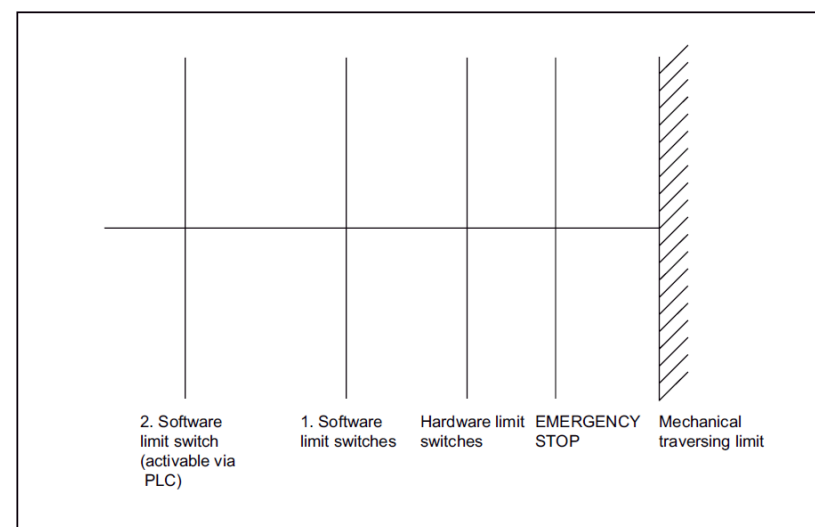 2. Software
limit switch
(activable via
PLC)
1. Software
limit switches
Hardware limit
switches
EMERGENCY
STOP
Mechanical
traversing limit